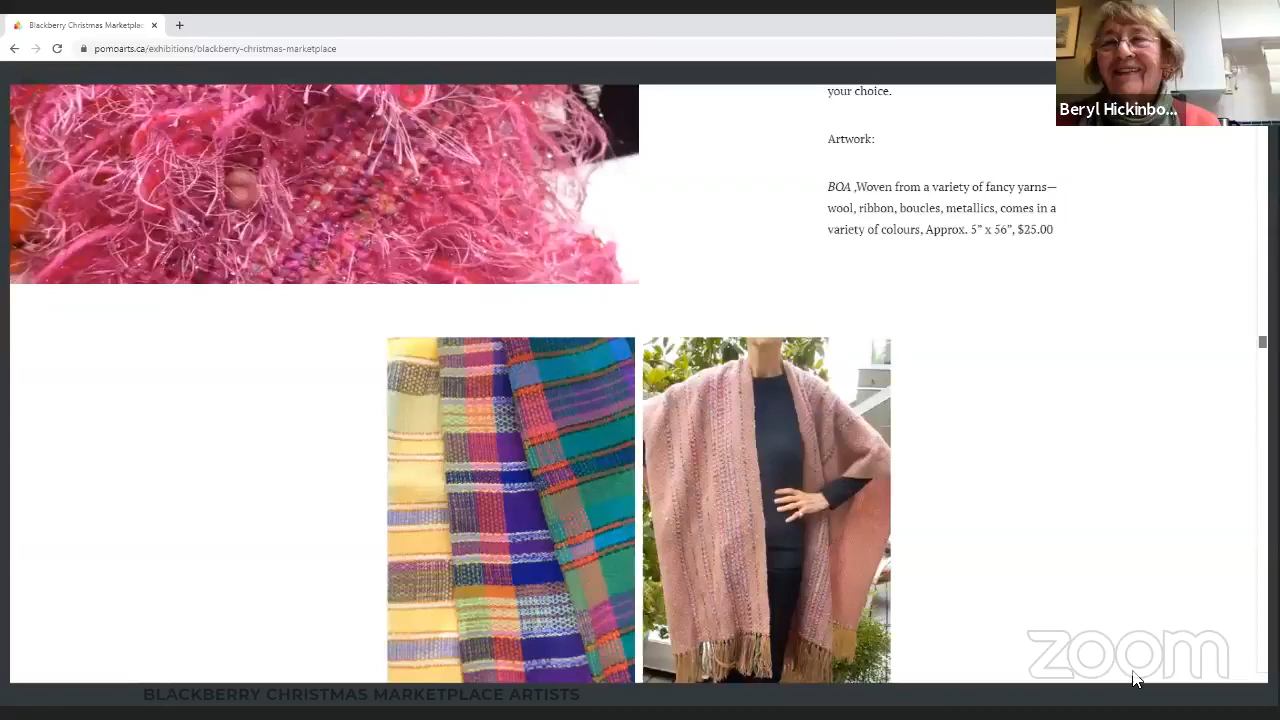 Blackberry Christmas Marketplac
pomoarts.ca/exhibitions/blackberry-christmas-marketplace
Beryl Hickinbo...
your choice.
Artwork:
BOA ,Woven from a variety of fancy yarns—
wool, ribbon, boucles, metallics, comes in a
variety of colours, Approx. 5” x 56”, $25.00
zoom
BLACKBERRY CHRISTMAS MARKETPLACE ARTISTS